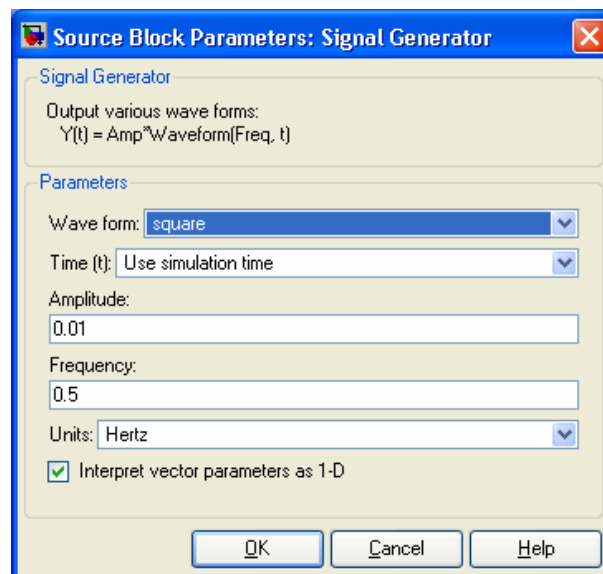 Source Block Parameters: Signal Generator
Signal Generator
Output various wave forms:
Y(t) = Amp*Waveform(Freq, t)
Parameters
Wave form: square
Time (t): Use simulation time
Amplitude:
0.01
Frequency:
0.5
Units: Hertz
Interpret vector parameters as 1-D
OK Cancel Help